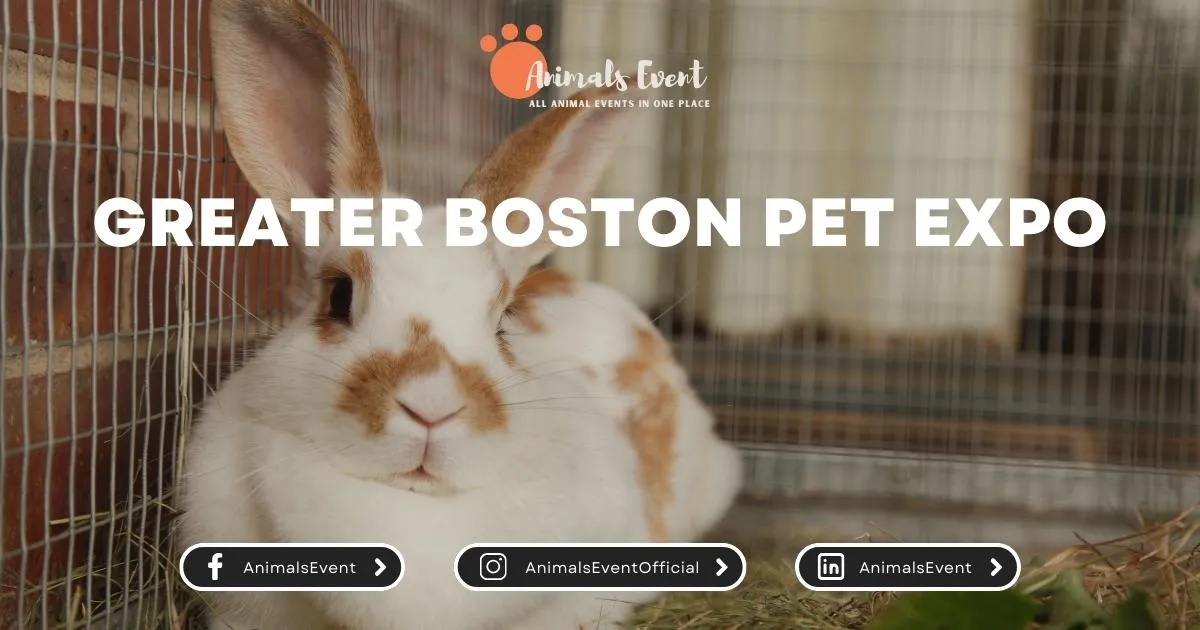 Animals Event
ALL ANIMAL EVENTS IN ONE PLACE
GREATER BOSTON PET EXPO
AnimalsEvent
AnimalsEventOfficial
AnimalsEvent